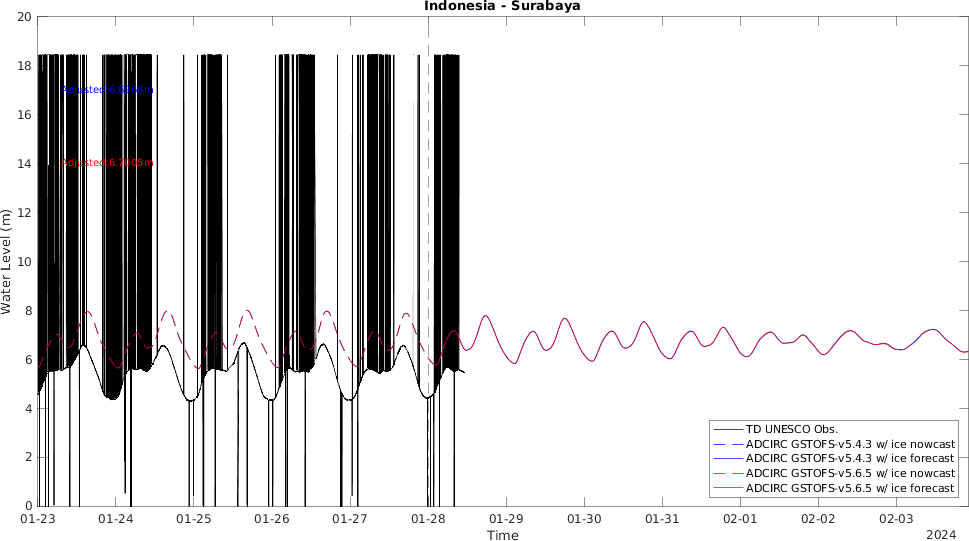 Indonesia - Surabaya
20
18
16
14
12
10
8
6
4
2
0
Water Level (m)
01-23 01-24 01-25 01-26 01-27 01-28 01-29 01-30 01-31 02-01 02-02 02-03
Time
2024
TD UNESCO Obs.
ADCIRC GSTOFS-v5.4.3 w/ ice nowcast
ADCIRC GSTOFS-v5.4.3 w/ ice forecast
ADCIRC GSTOFS-v5.6.5 w/ ice nowcast
ADCIRC GSTOFS-v5.6.5 w/ ice forecast